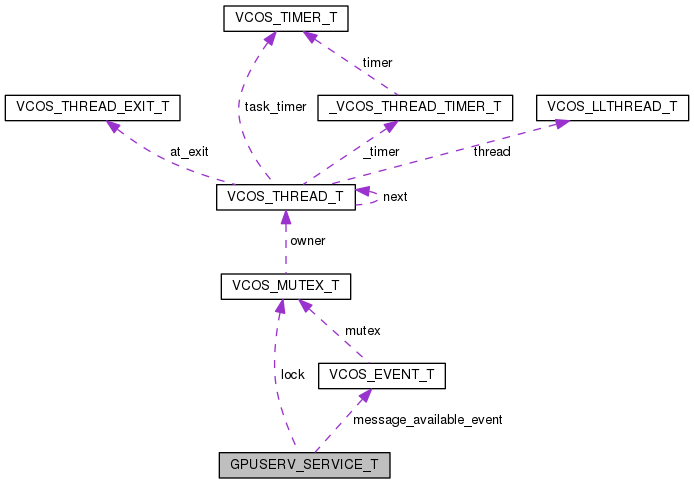 VCOS_TIMER_T
timer
VCOS_THREAD_EXIT_T
task_timer
_VCOS_THREAD_TIMER_T
VCOS_LLTHREAD_T
at_exit
_timer
thread
VCOS_THREAD_T
next
owner
VCOS_MUTEX_T
mutex
lock
VCOS_EVENT_T
message_available_event
GPUSERV_SERVICE_T